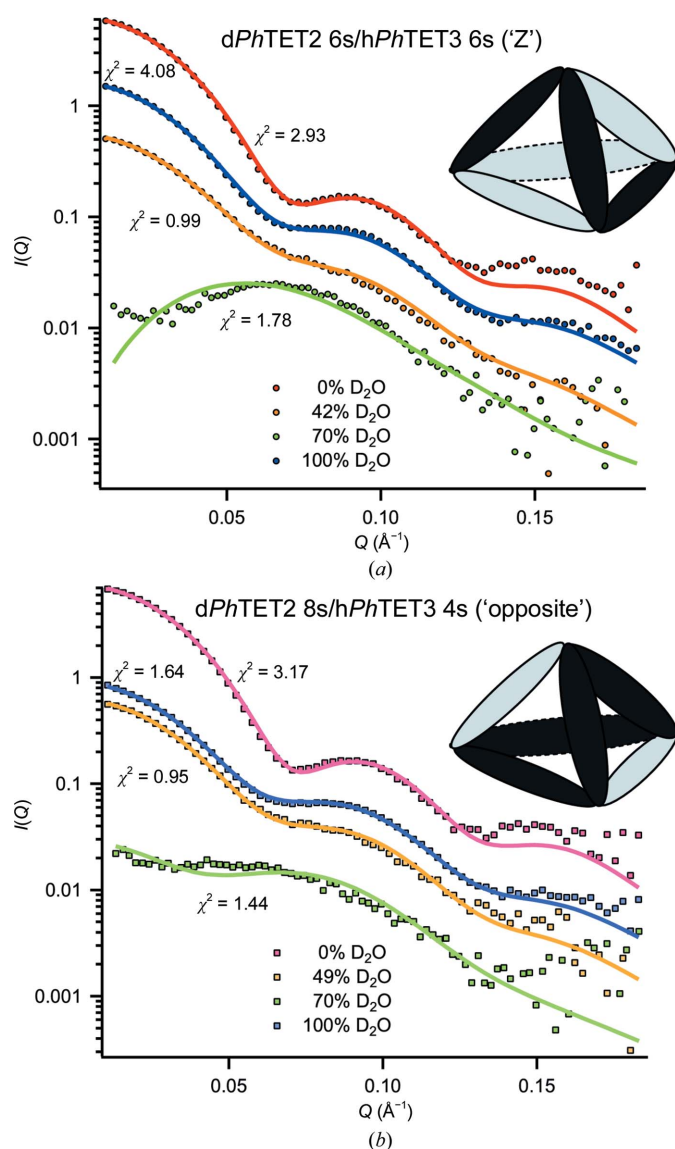 dPhTET2 6s/hPhTET3 6s ('Z')
χ² = 4.08
χ² = 2.93
χ² = 0.99
χ² = 1.78
1
0.1
0.01
0.001
I(Q)
0% D₂O
42% D₂O
70% D₂O
100% D₂O
0.05 0.10 0.15
Q (Å⁻¹)
(a)
dPhTET2 8s/hPhTET3 4s ('opposite')
χ² = 1.64
χ² = 3.17
χ² = 0.95
χ² = 1.44
1
0.1
0.01
0.001
I(Q)
0% D₂O
49% D₂O
70% D₂O
100% D₂O
0.05 0.10 0.15
Q (Å⁻¹)
(b)